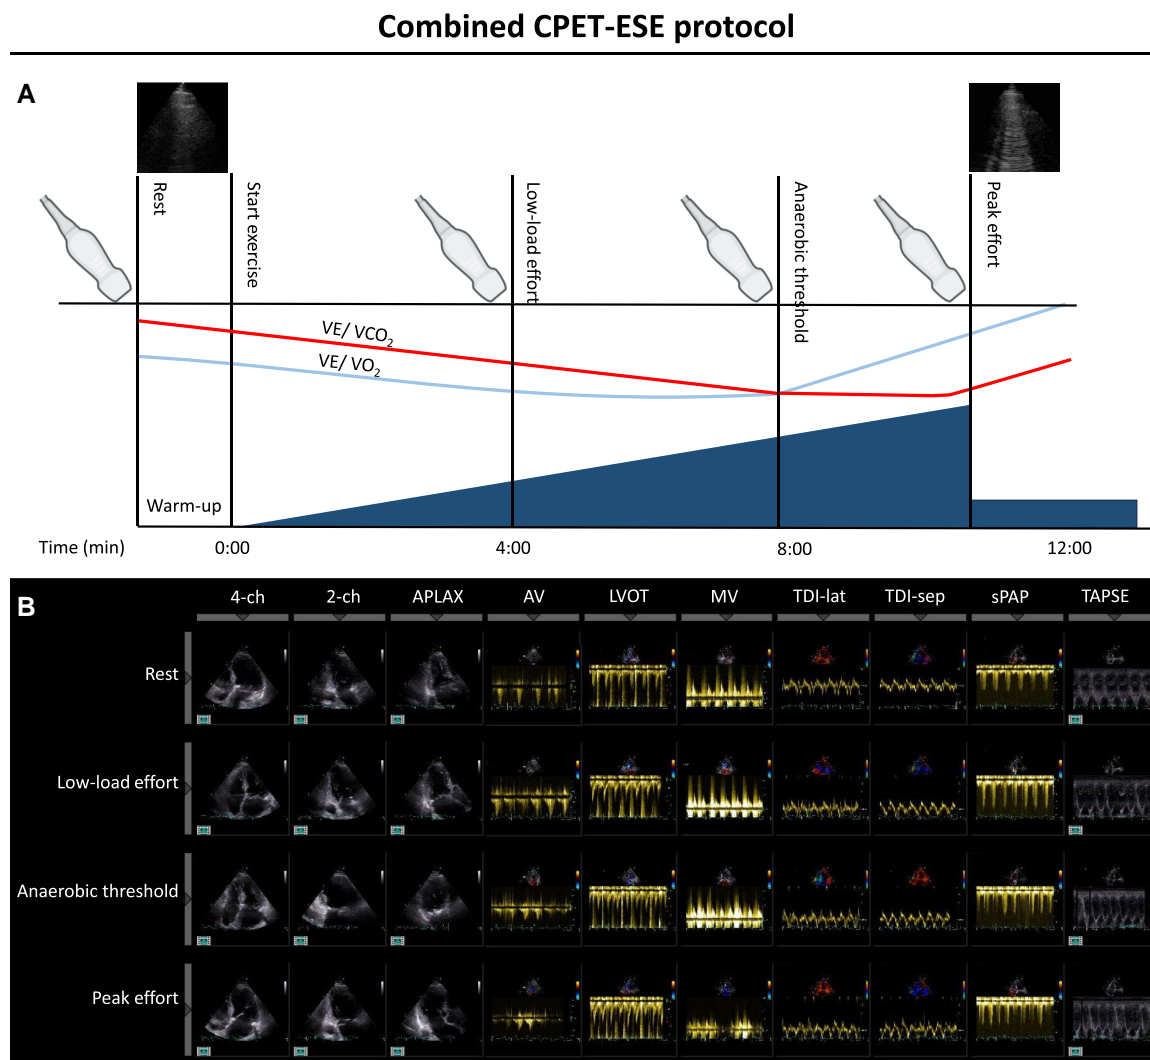 Combined CPET-ESE protocol
A
Rest
Start exercise
Low-load effort
Anaerobic threshold
Peak effort
VE/ VCO2
VE/ VO2
Warm-up
Time (min)
0:00
4:00
8:00
12:00
B
4-ch
2-ch
APLAX
AV
LVOT
MV
TDI-lat
TDI-sep
sPAP
TAPSE
Rest
Low-load effort
Anaerobic threshold
Peak effort